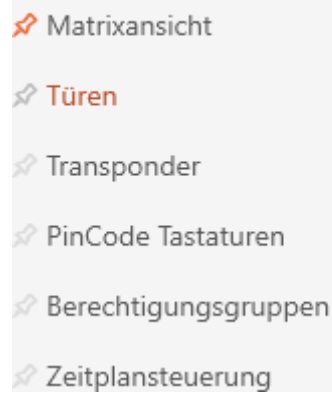 Matrixansicht
Türen
Transponder
PinCode Tastaturen
Berechtigungsgruppen
Zeitplansteuerung